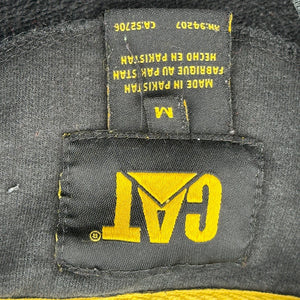 RN:94207 CA:52706
HECHO EN PAKISTAN
FABRIQUE AU PAKISTAN
MADE IN PAKISTAN
M
CAT®